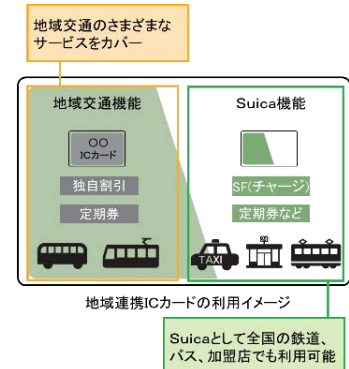 地域交通のさまざまな
サービスをカバー
地域交通機能
○○
ICカード
独自割引
定期券
Suica機能
SF(チャージ)
定期券など
TAXI
地域連携ICカードの利用イメージ
Suicaとして全国の鉄道、
バス、加盟店でも利用可能